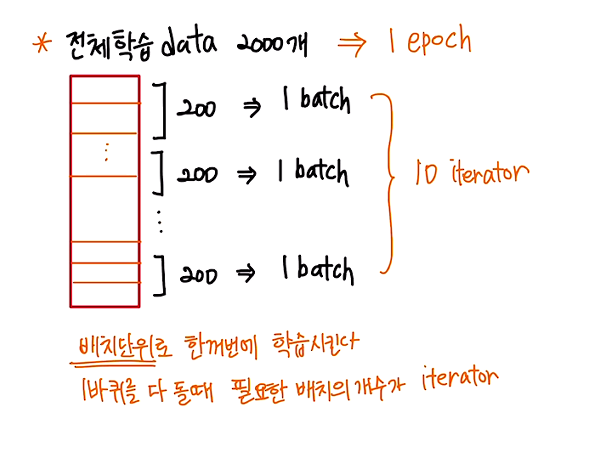 * 전체학습 data 2000개 ⇒ 1 epoch
200 ⇒ 1 batch
200 ⇒ 1 batch
10 iterator
200 ⇒ 1 batch
배치단위로 한꺼번에 학습시킨다
1바퀴를 다 돌때 필요한 배치의 개수가 iterator